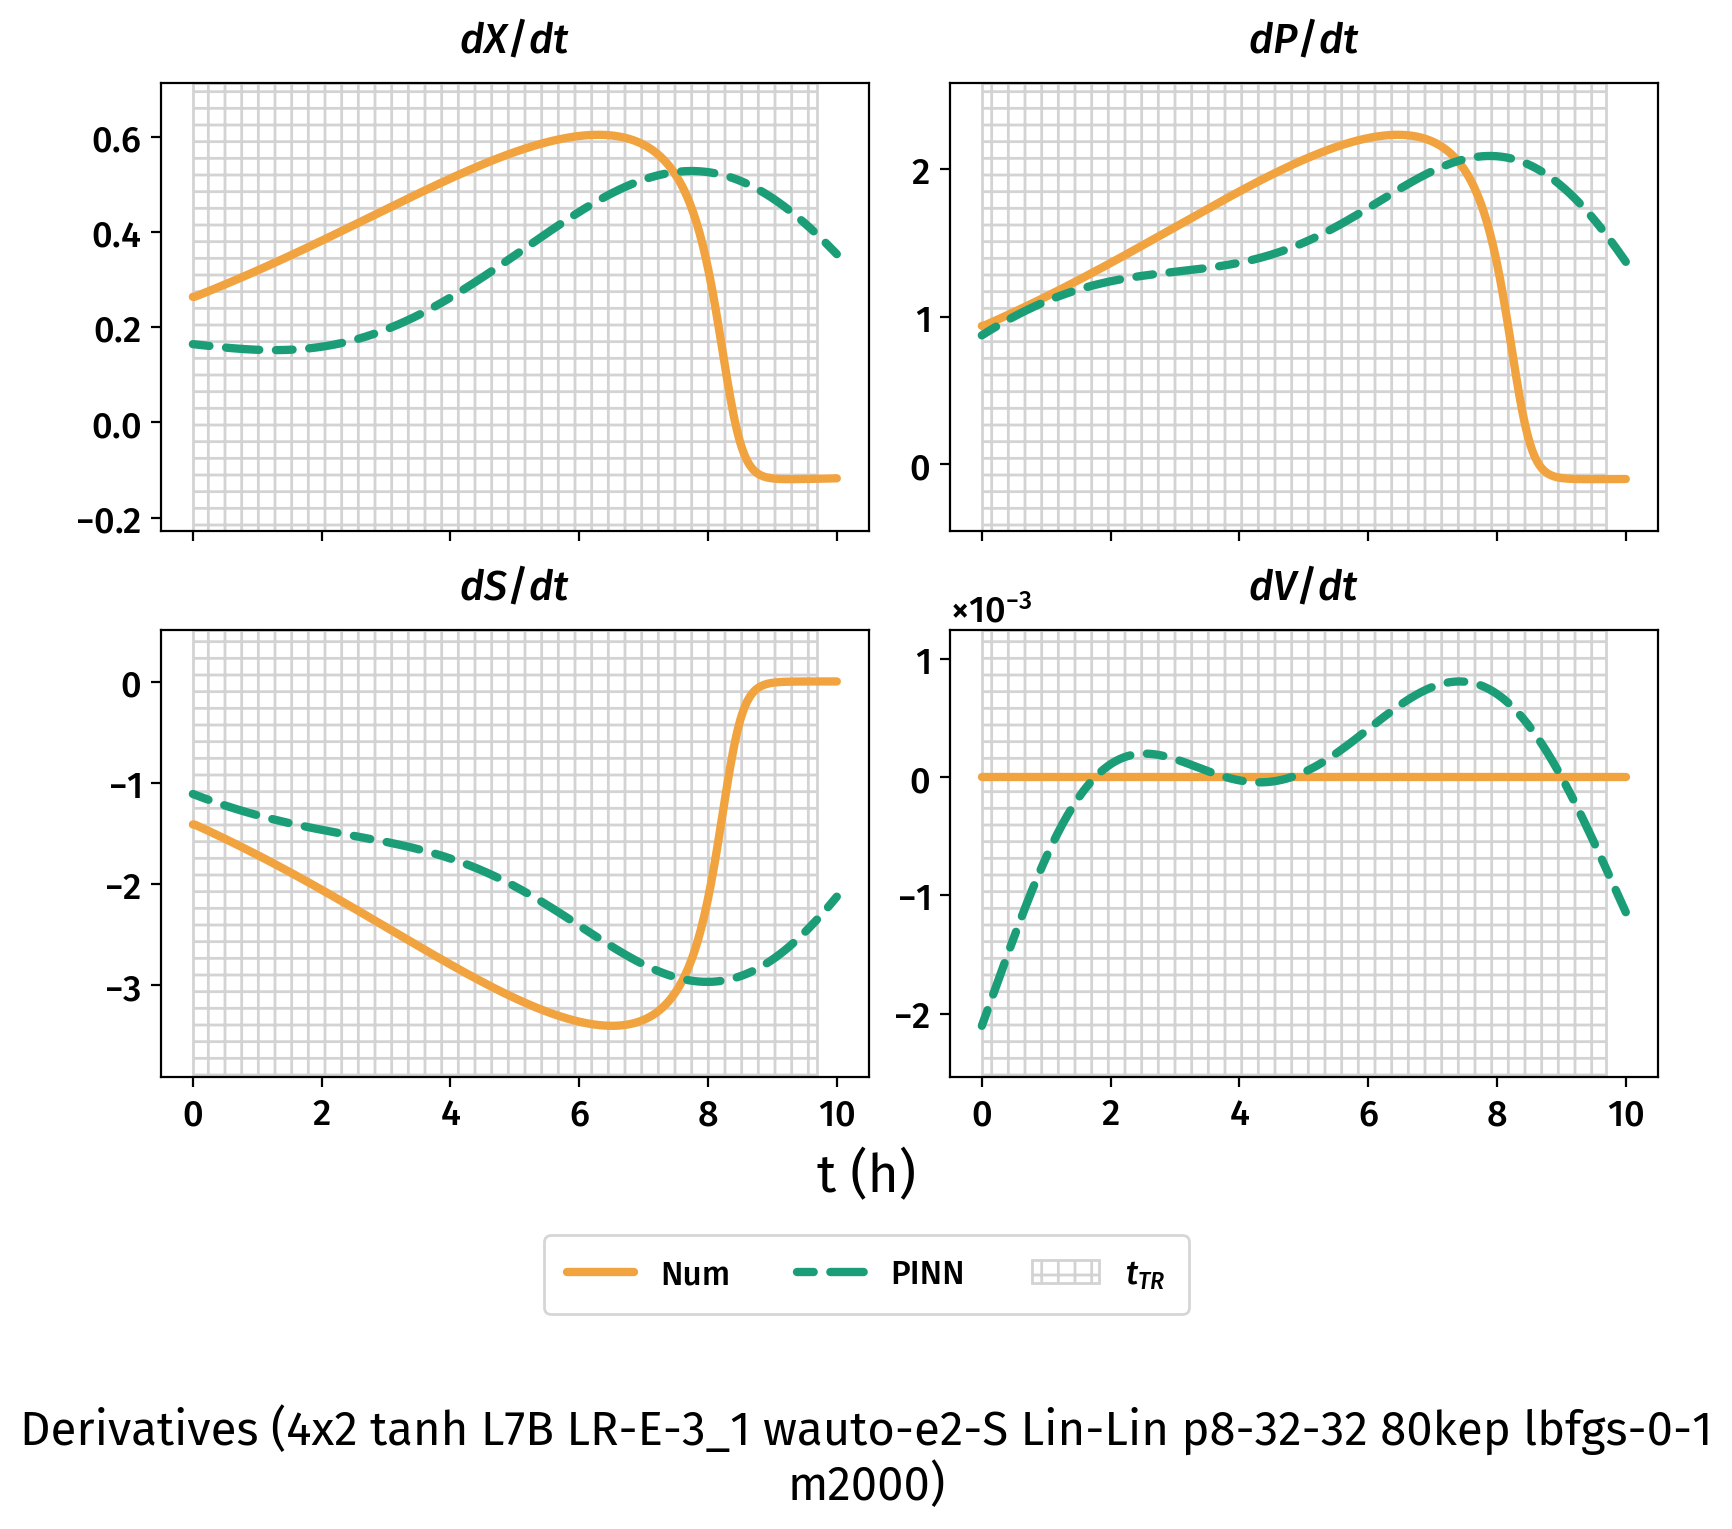 dX/dt
dP/dt
0.6
0.4
0.2
0.0
−0.2
2
1
0
dS/dt
dV/dt
×10⁻³
0
−1
−2
−3
1
0
−1
−2
0 2 4 6 8 10
0 2 4 6 8 10
t (h)
Num PINN t_TR
Derivatives (4x2 tanh L7B LR-E-3_1 wauto-e2-S Lin-Lin p8-32-32 80kep lbfgs-0-1
m2000)